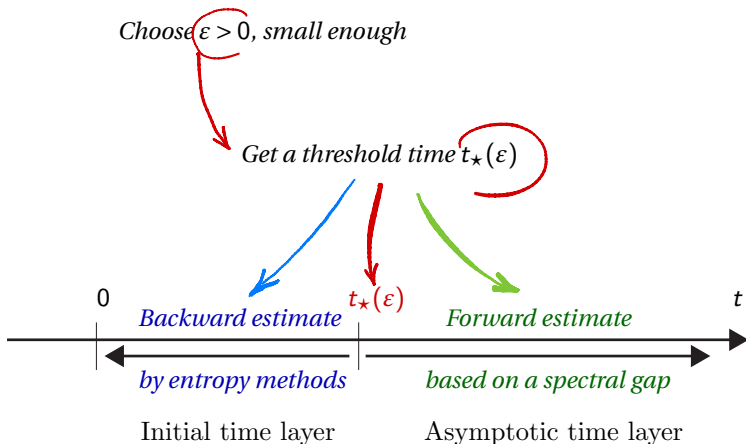 Choose ε > 0, small enough
Get a threshold time t⋆(ε)
0 t⋆(ε) t
Backward estimate Forward estimate
by entropy methods based on a spectral gap
Initial time layer Asymptotic time layer